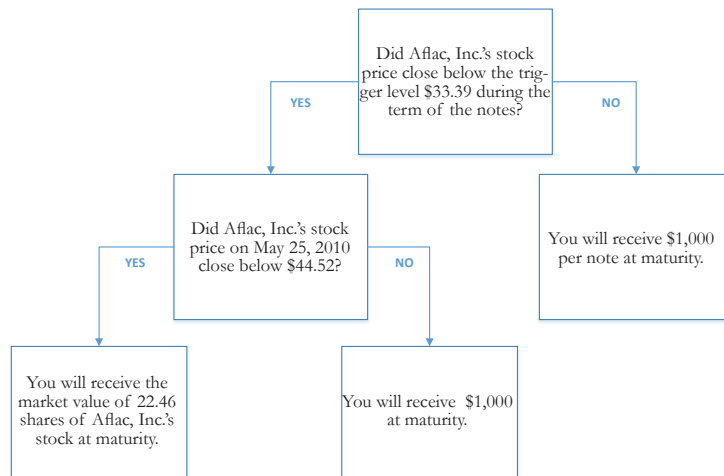 Did Aflac, Inc.'s stock
price close below the trig-
ger level $33.39 during the
term of the notes?
YES
NO
Did Aflac, Inc.'s stock
price on May 25, 2010
close below $44.52?
You will receive $1,000
per note at maturity.
YES
NO
You will receive the
market value of 22.46
shares of Aflac, Inc.'s
stock at maturity.
You will receive $1,000
at maturity.